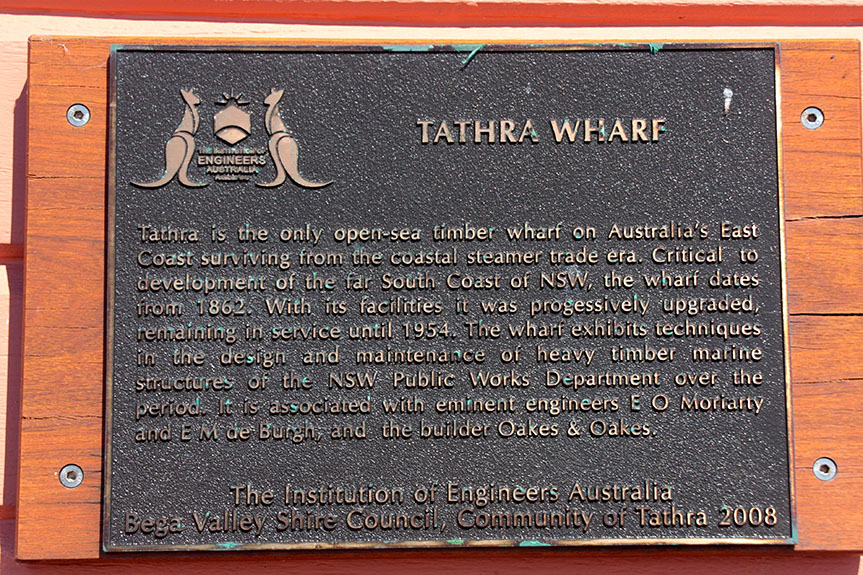 The Institution of
ENGINEERS
AUSTRALIA
TATHRA WHARF
Tathra is the only open-sea timber wharf on Australia's East
Coast surviving from the coastal steamer trade era. Critical to
development of the far South Coast of NSW, the wharf dates
from 1862. With its facilities it was progessively upgraded,
remaining in service until 1954. The wharf exhibits techniques
in the design and maintenance of heavy timber marine
structures of the NSW Public Works Department over the
period. It is associated with eminent engineers E O Moriarty
and E M de Burgh, and the builder Oakes & Oakes.
The Institution of Engineers Australia
Bega Valley Shire Council, Community of Tathra 2008